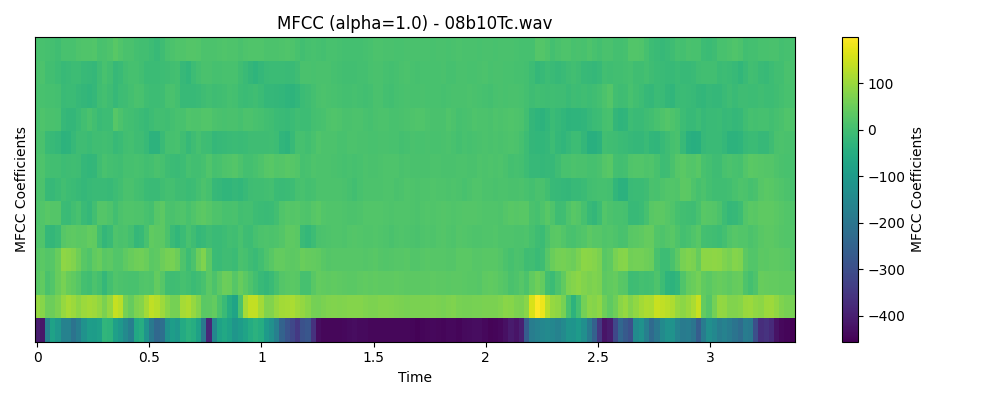 MFCC (alpha=1.0) - 08b10Tc.wav
MFCC Coefficients
0 0.5 1 1.5 2 2.5 3
Time
100
0
−100
−200
−300
−400
MFCC Coefficients